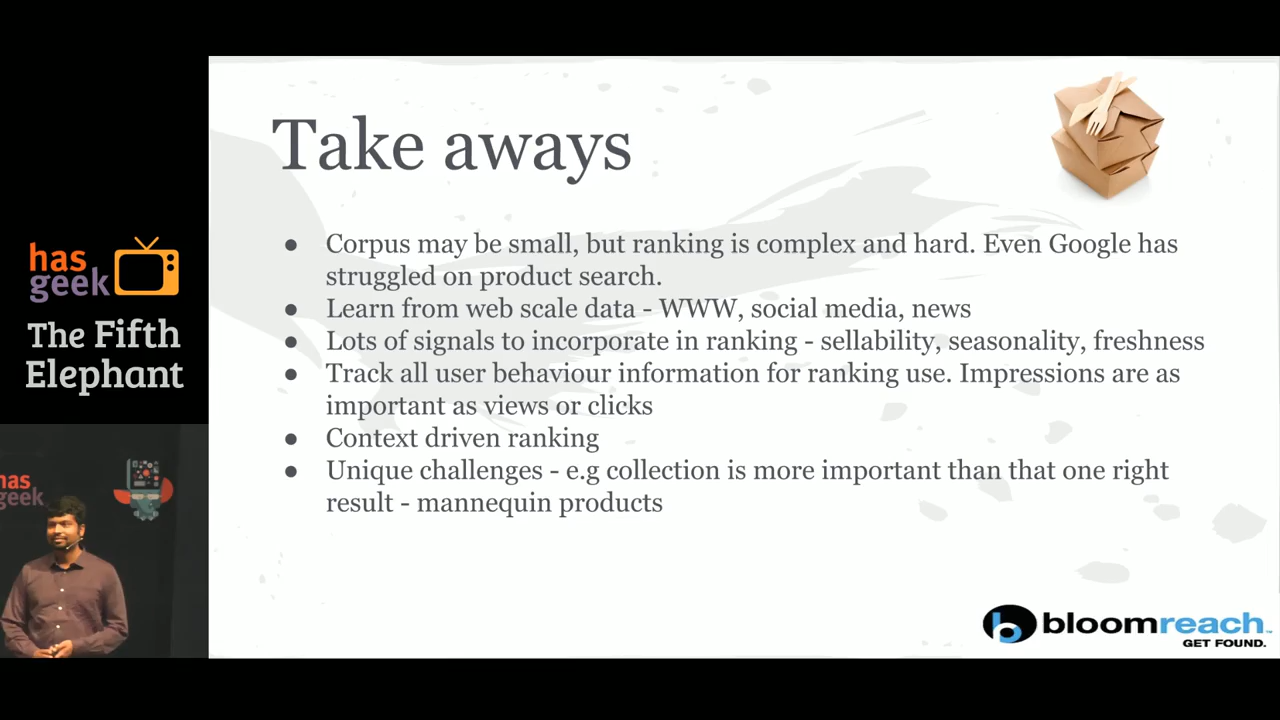 has
geek
The Fifth
Elephant
has
geek
Take aways
● Corpus may be small, but ranking is complex and hard. Even Google has
struggled on product search.
● Learn from web scale data - WWW, social media, news
● Lots of signals to incorporate in ranking - sellability, seasonality, freshness
● Track all user behaviour information for ranking use. Impressions are as
important as views or clicks
● Context driven ranking
● Unique challenges - e.g collection is more important than that one right
result - mannequin products
bloomreach™
GET FOUND.